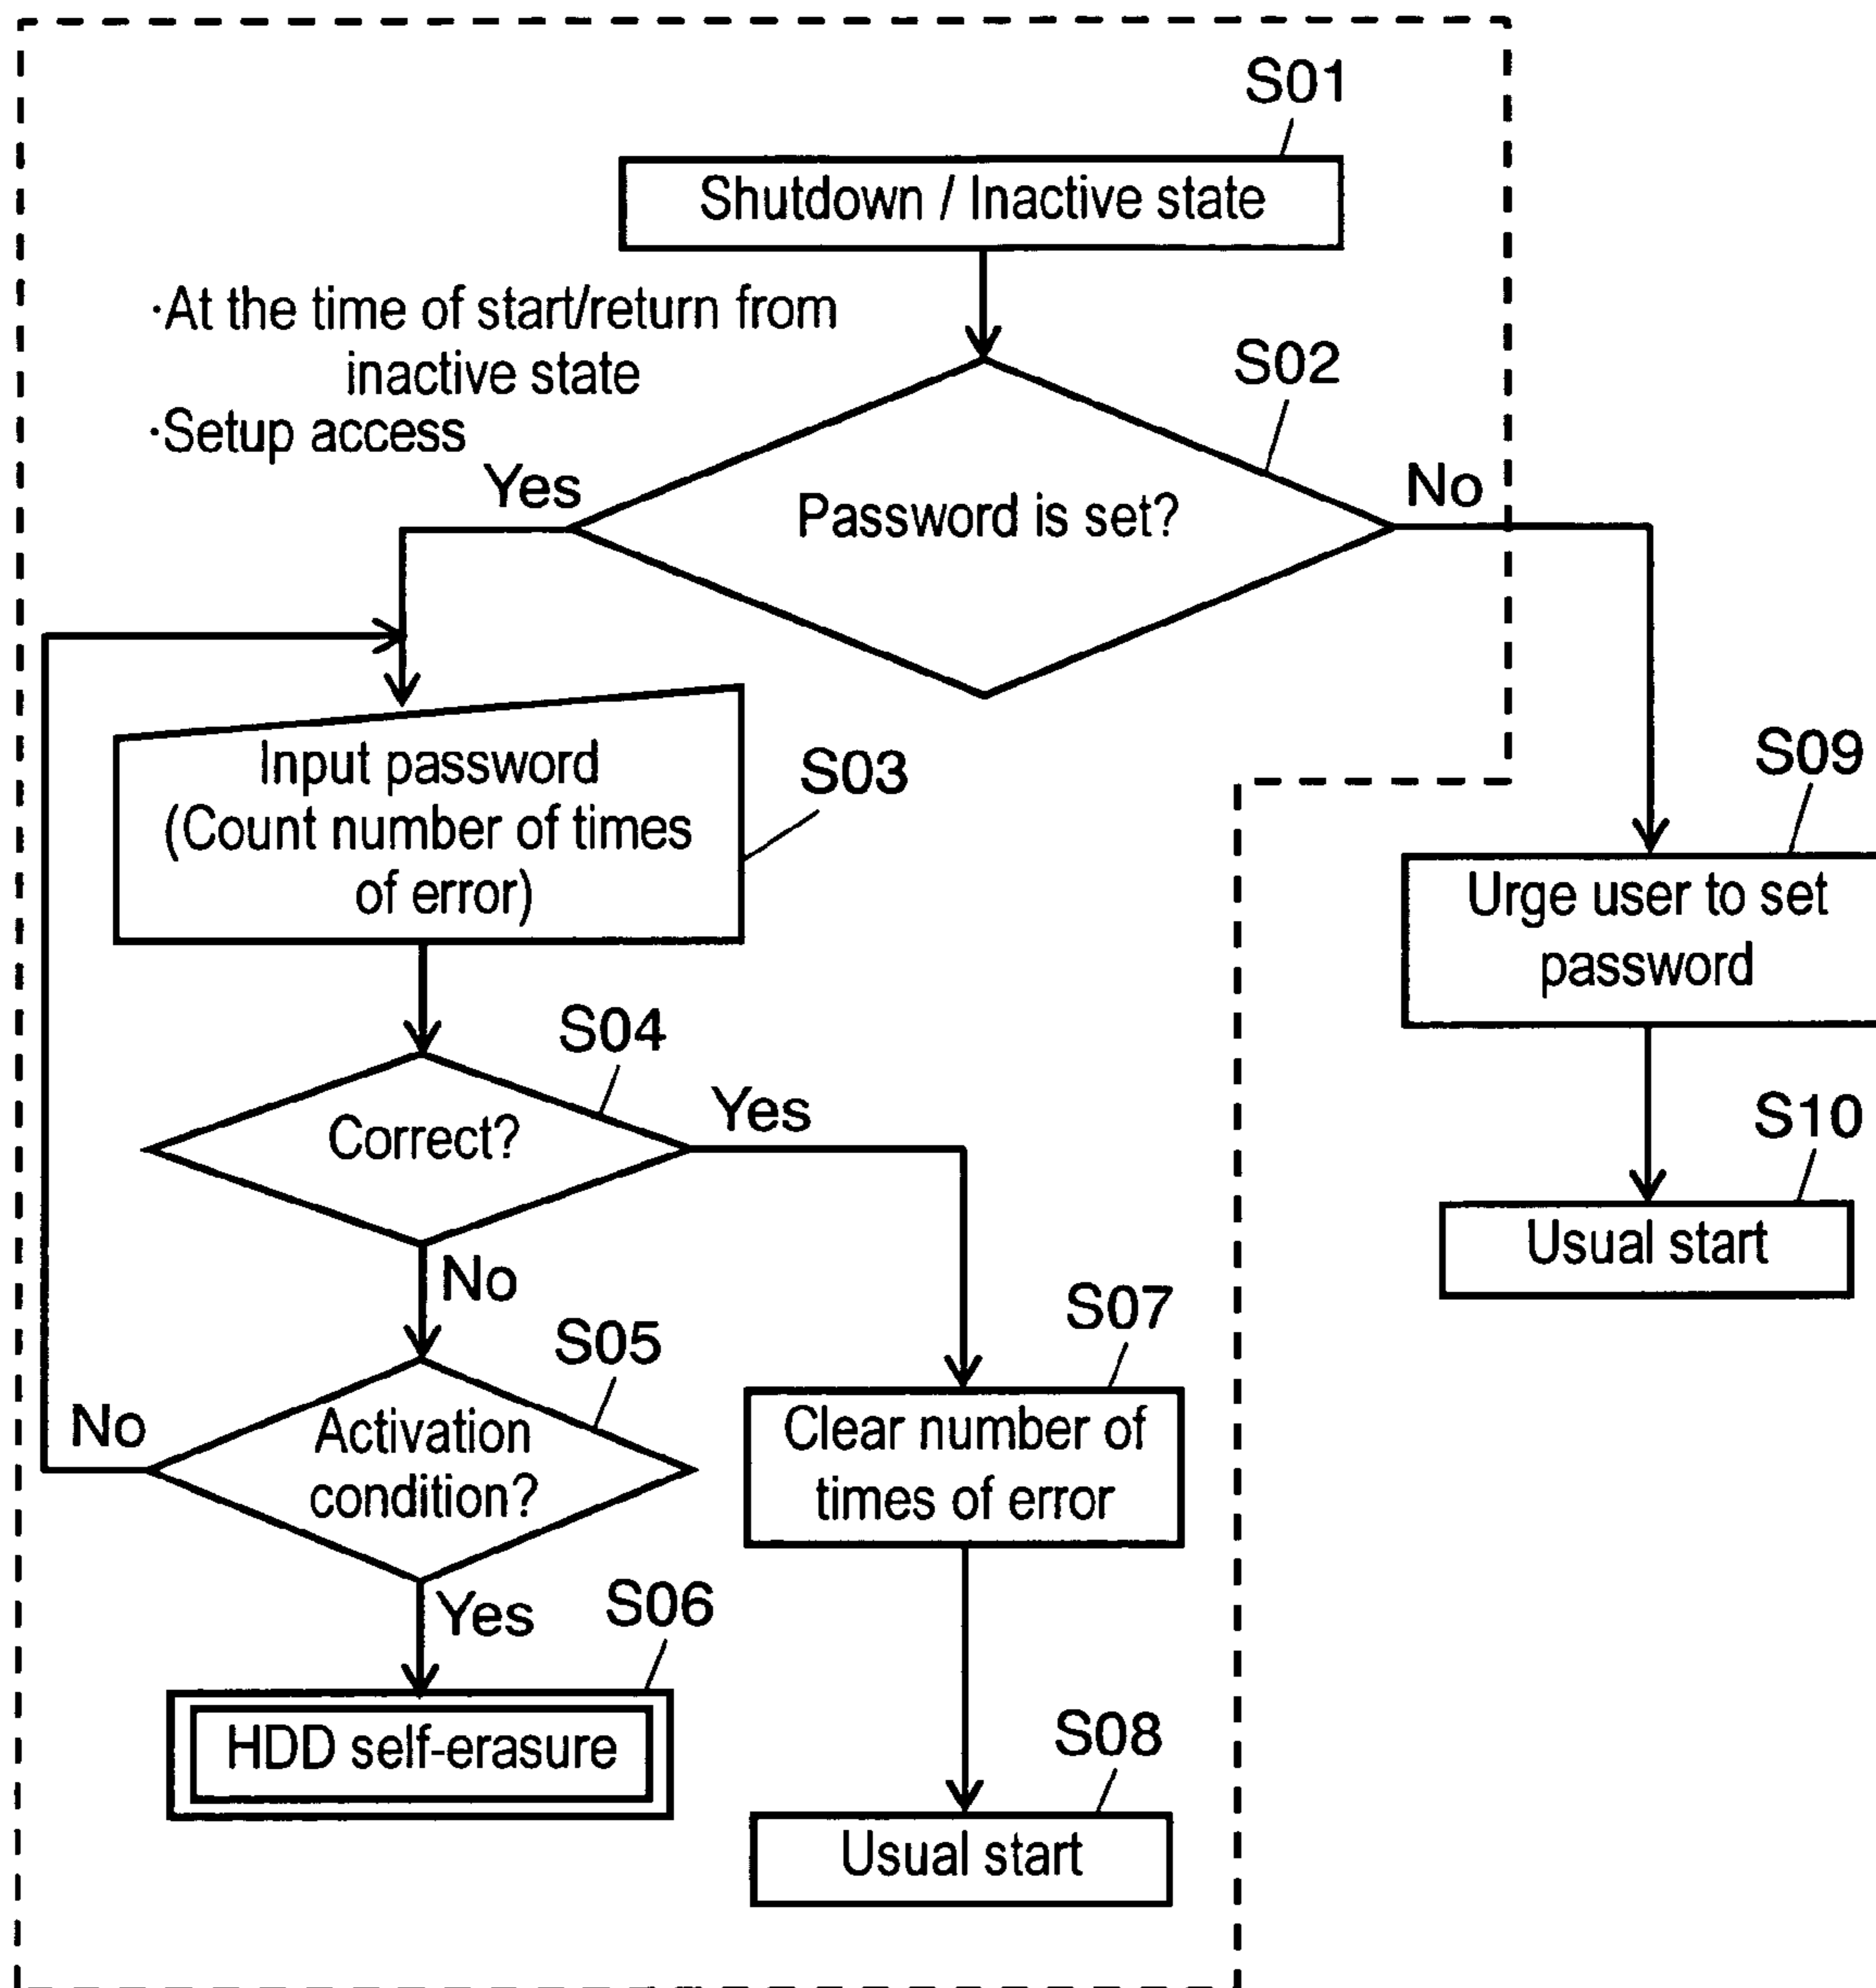 S01
Shutdown / Inactive state
·At the time of start/return from
inactive state
·Setup access
S02
Yes
Password is set?
No
Input password
(Count number of times
of error)
S03
S09
Urge user to set
password
S04
Correct?
Yes
No
S10
Usual start
S05
Activation
condition?
No
Yes
S07
Clear number of
times of error
S06
HDD self-erasure
S08
Usual start